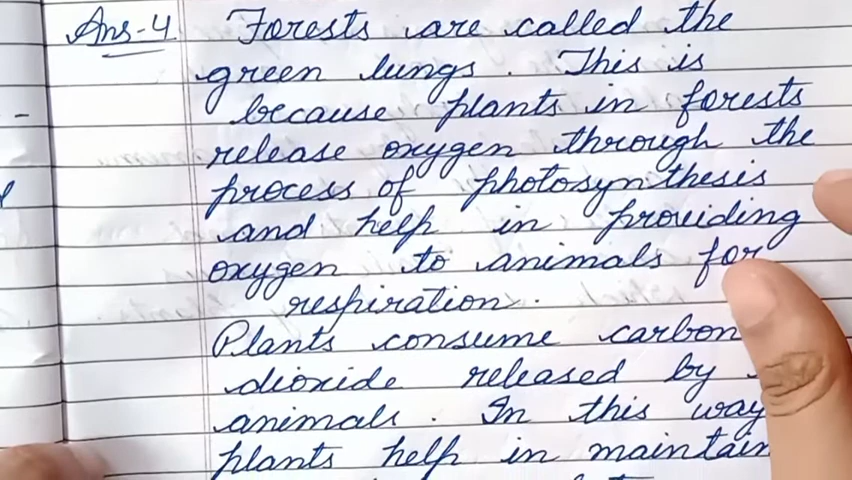 Ans-4 Forests are called the
green lungs. This is
because plants in forests
release oxygen through the
process of photosynthesis
and help in providing
oxygen to animals for
respiration.
Plants consume carbon
dioxide released by
animals. In this way
plants help in maintain